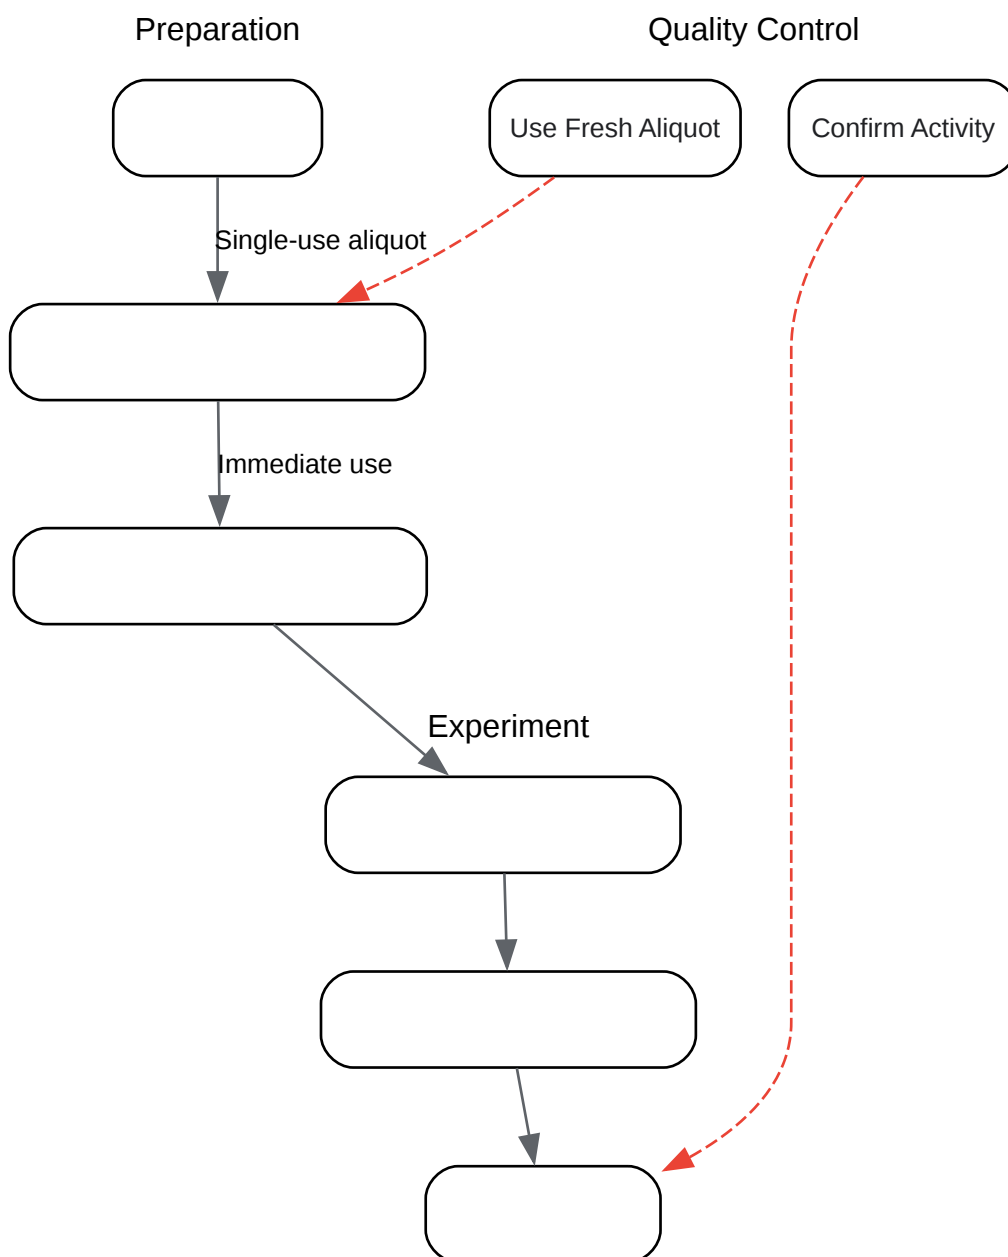 Preparation
Quality Control
Use Fresh Aliquot
Confirm Activity
Single-use aliquot
Immediate use
Experiment